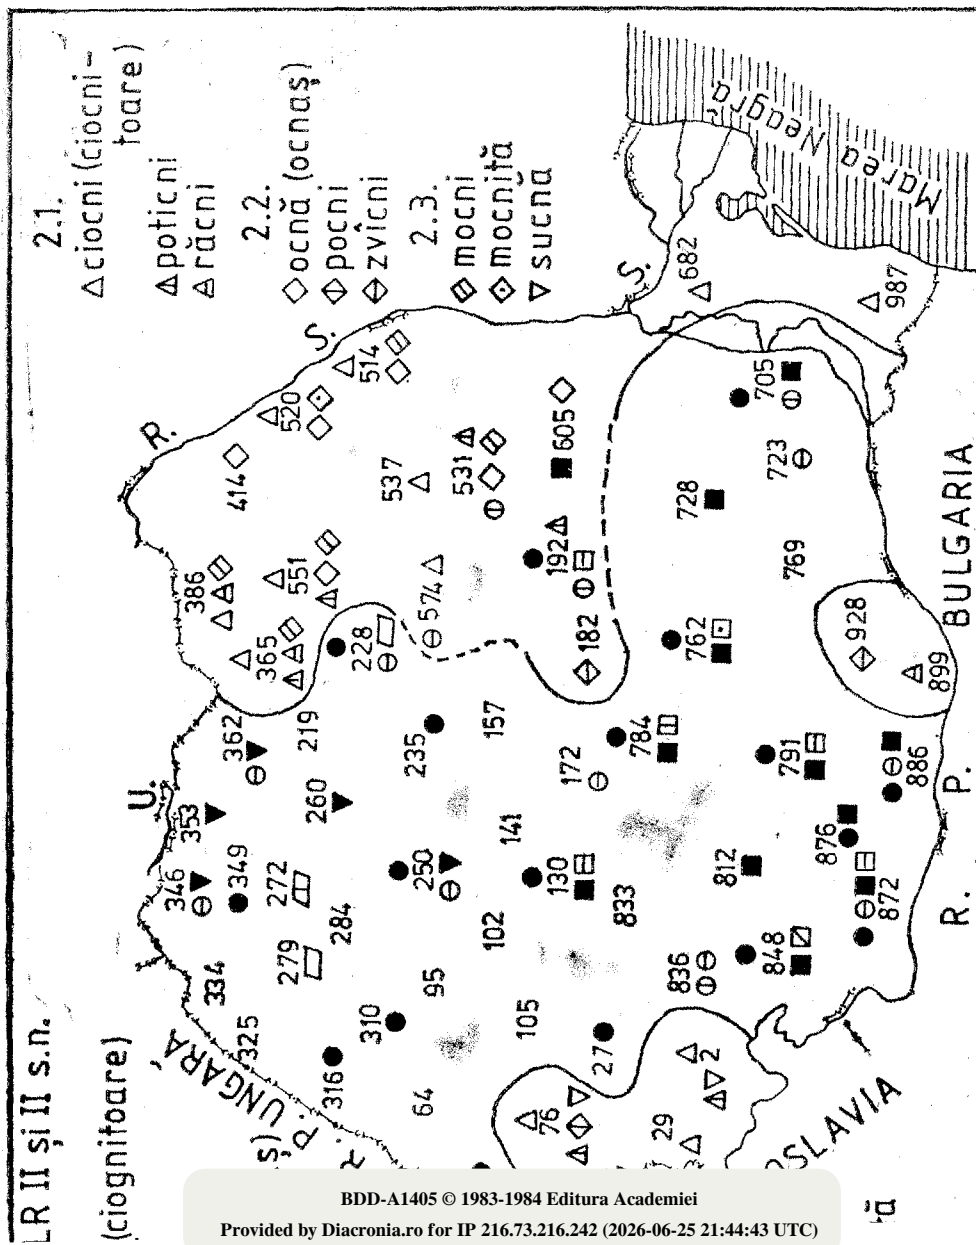 LR II și II s.n.
(ciognitoare)
2.1.
ciocni (ciocni-
toare)
poticni
răcni
2.2.
ocnă (ocnaș)
pocni
zvîcni
2.3.
mocni
mocnită
sucnă
U.
R.
S.
S.
R. P. UNGARĂ
OSLAVIA
R. P. BULGARIA
Marea Neagră
346
353
362
386
365
414
520
514
551
334
349
325
272
219
228
260
279
284
316
310
250
235
574
537
531
64
95
102
141
157
192
605
682
76
105
130
172
182
27
833
784
762
728
705
723
987
29
2
836
812
848
791
769
876
872
886
928
899
BDD-A1405 © 1983-1984 Editura Academiei
Provided by Diacronia.ro for IP 216.73.216.242 (2026-06-25 21:44:43 UTC)